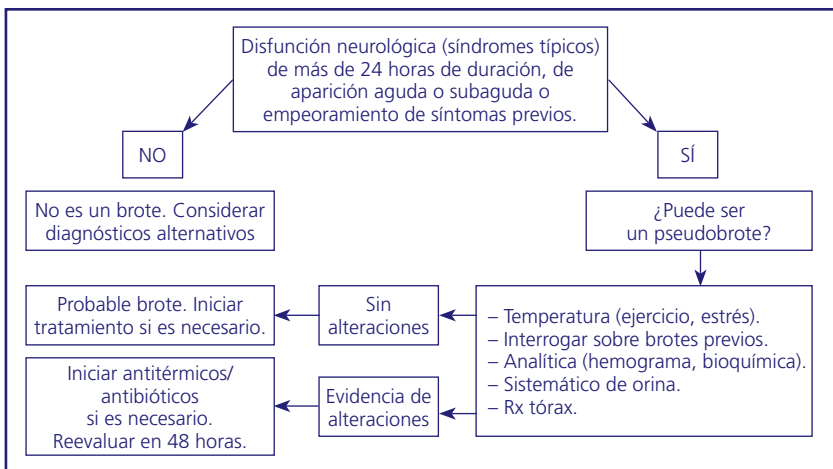 Disfunción neurológica (síndromes típicos)
de más de 24 horas de duración, de
aparición aguda o subaguda o
empeoramiento de síntomas previos.
NO
SÍ
No es un brote. Considerar
diagnósticos alternativos
¿Puede ser
un pseudobrote?
Probable brote. Iniciar
tratamiento si es necesario.
Sin
alteraciones
– Temperatura (ejercicio, estrés).
– Interrogar sobre brotes previos.
– Analítica (hemograma, bioquímica).
– Sistemático de orina.
– Rx tórax.
Iniciar antitérmicos/
antibióticos
si es necesario.
Reevaluar en 48 horas.
Evidencia de
alteraciones